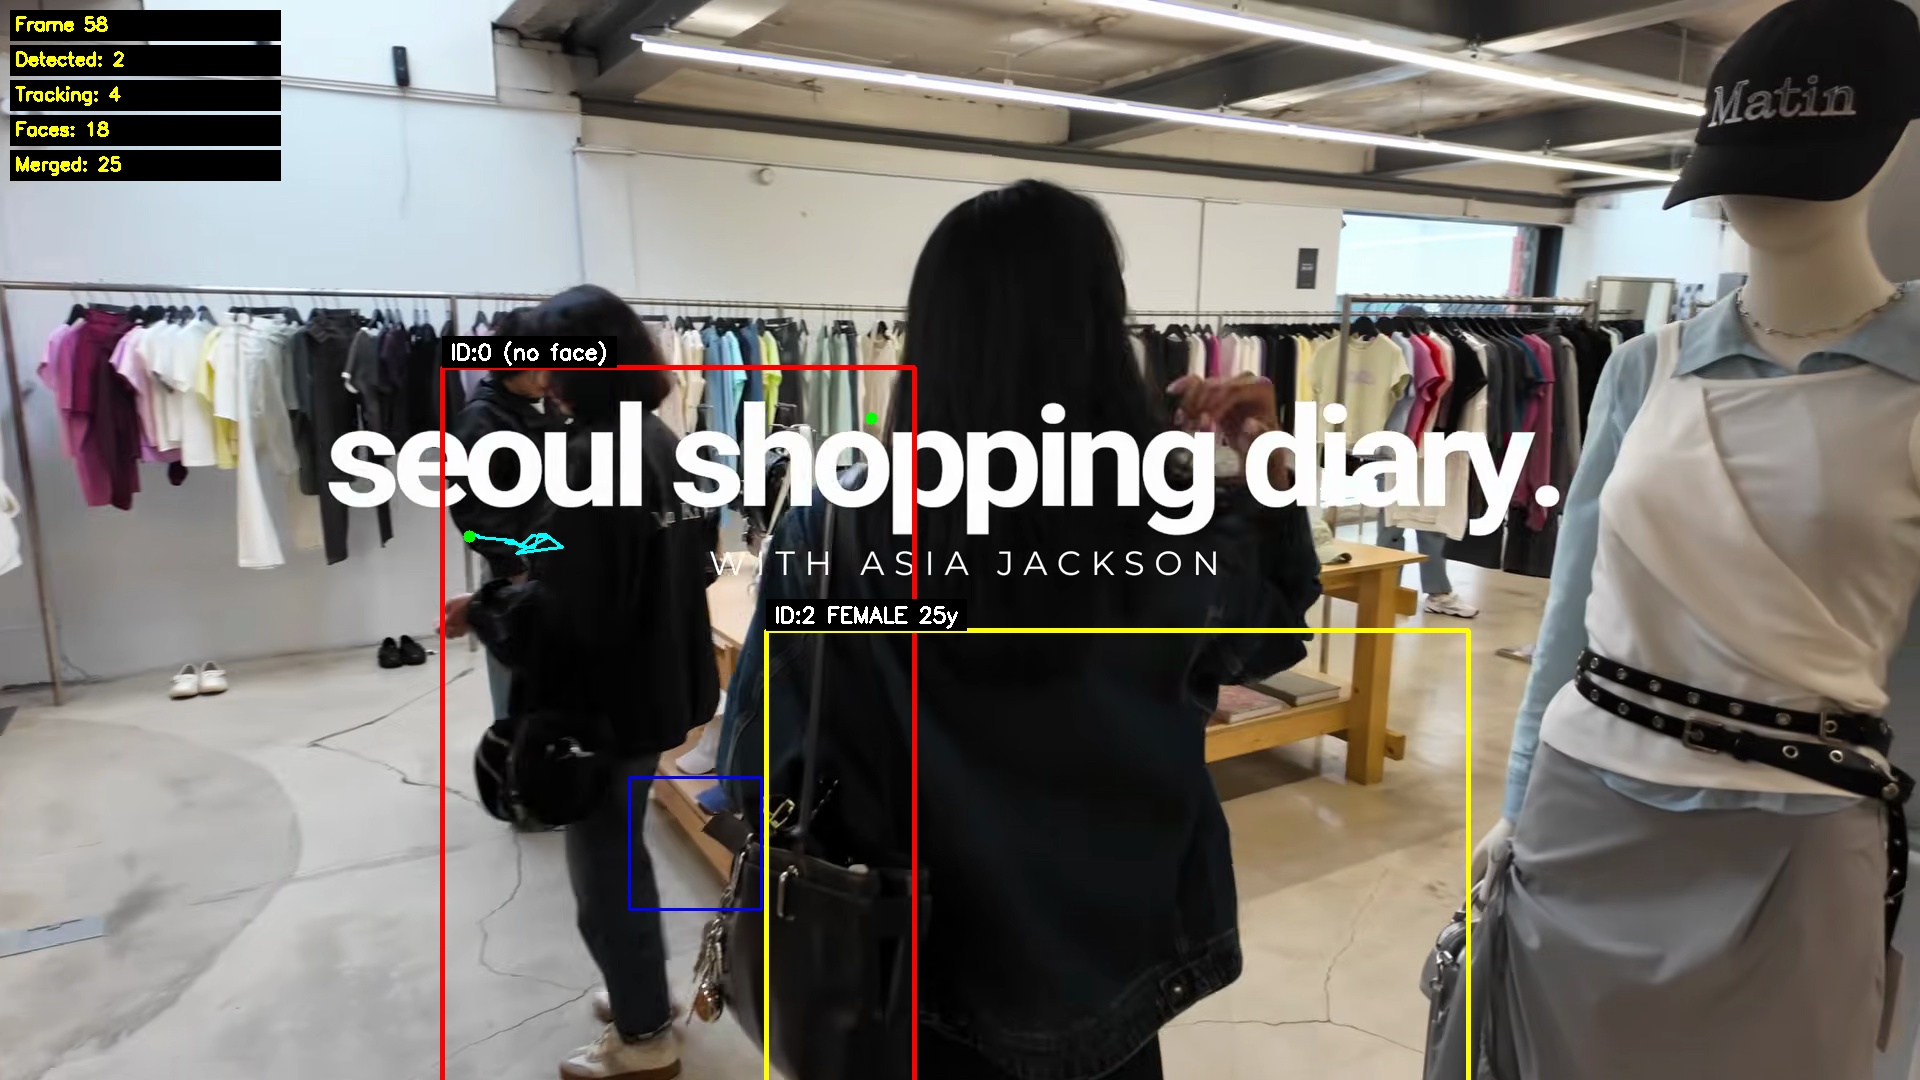 Frame 58
Detected: 2
Tracking: 4
Faces: 18
Merged: 25
Matin
ID:0 (no face)
seoul shopping diary.
WITH ASIA JACKSON
ID:2 FEMALE 25y